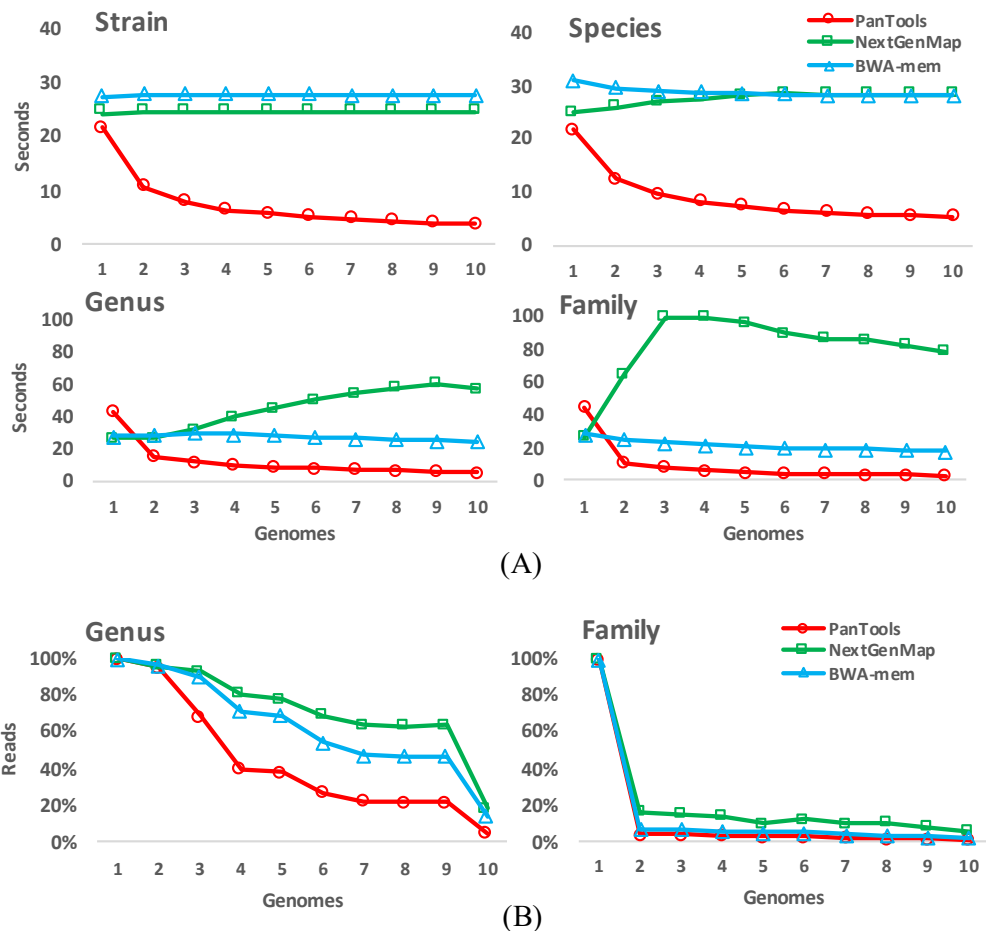 Strain
40
30
20
10
0
Seconds
1 2 3 4 5 6 7 8 9 10
Species
PanTools
NextGenMap
BWA-mem
40
30
20
10
0
1 2 3 4 5 6 7 8 9 10
Genus
100
80
60
40
20
0
Seconds
1 2 3 4 5 6 7 8 9 10
Genomes
Family
100
80
60
40
20
0
1 2 3 4 5 6 7 8 9 10
Genomes
(A)
Genus
100%
80%
60%
40%
20%
0%
Reads
1 2 3 4 5 6 7 8 9 10
Genomes
Family
PanTools
NextGenMap
BWA-mem
100%
80%
60%
40%
20%
0%
1 2 3 4 5 6 7 8 9 10
Genomes
(B)